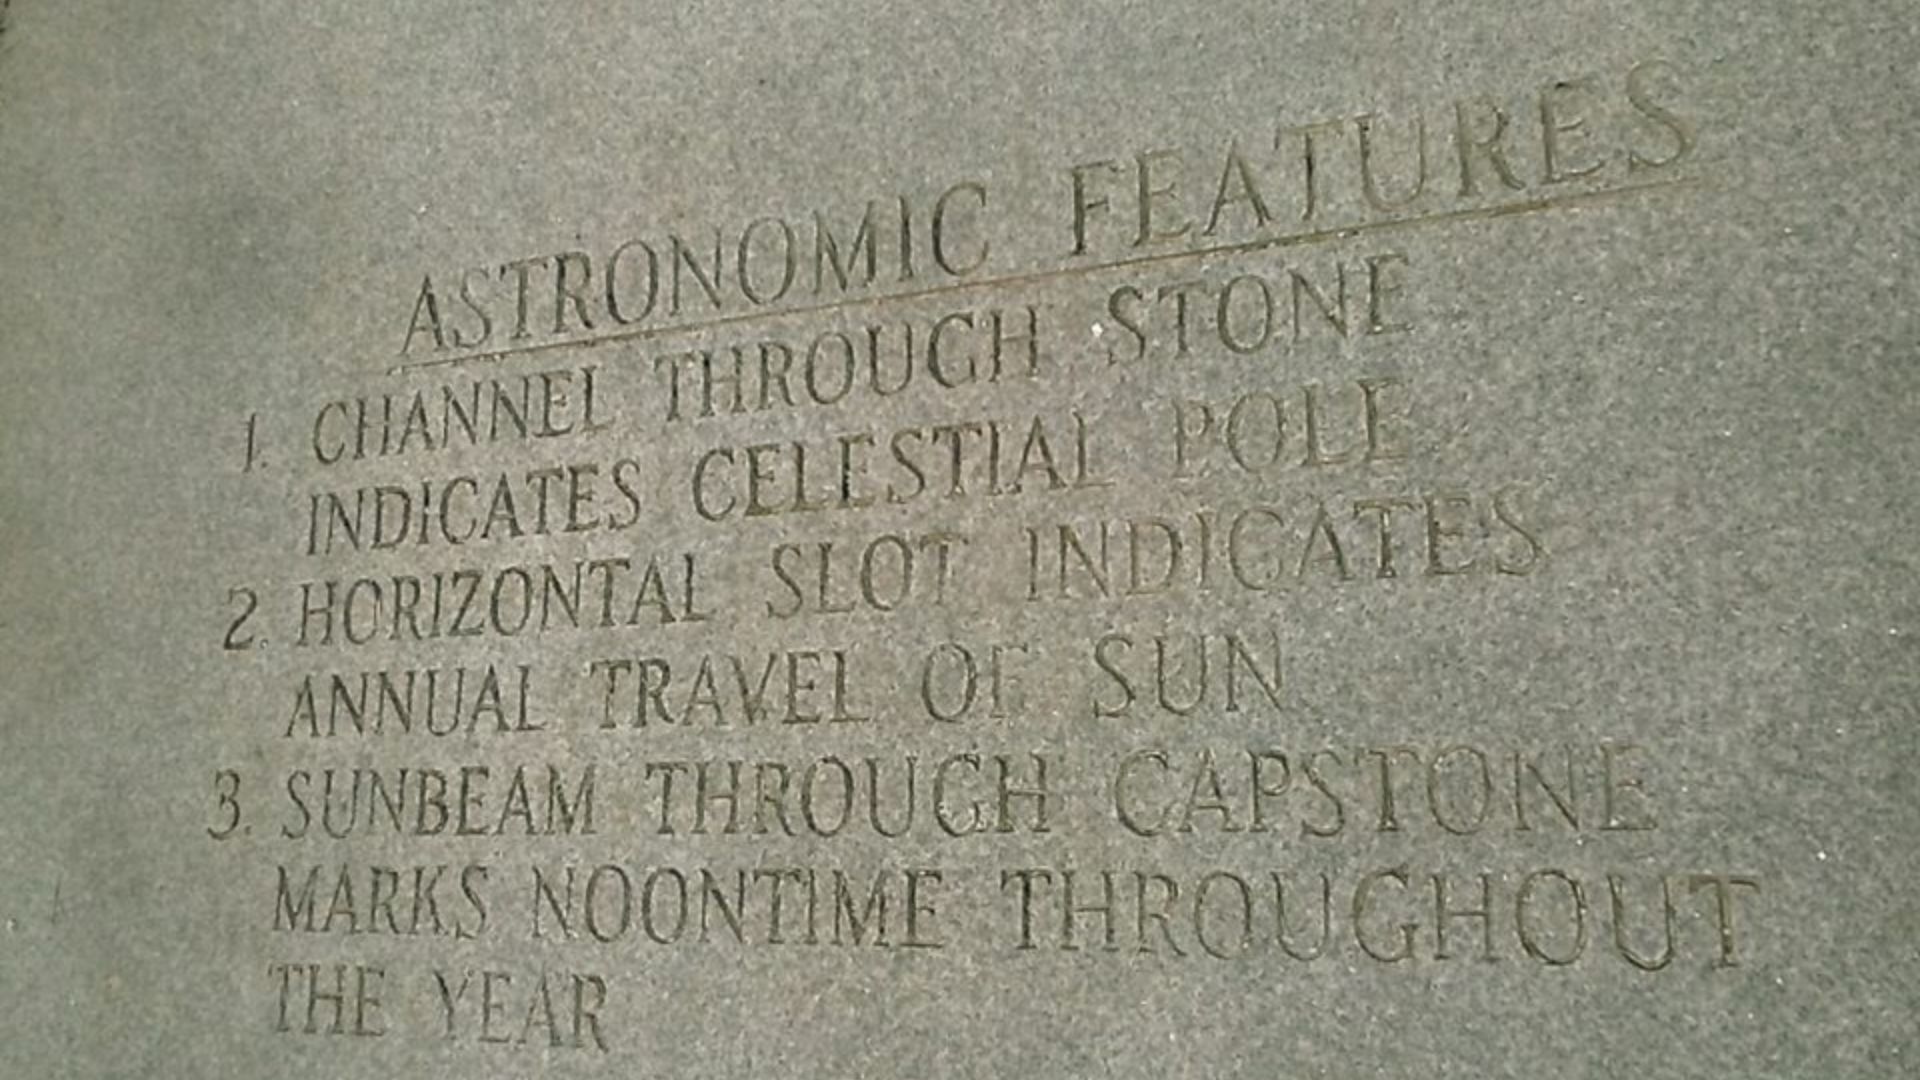 ASTRONOMIC FEATURES
1. CHANNEL THROUGH STONE
INDICATES CELESTIAL POLE
2. HORIZONTAL SLOT INDICATES
ANNUAL TRAVEL OF SUN
3. SUNBEAM THROUGH CAPSTONE
MARKS NOONTIME THROUGHOUT
THE YEAR